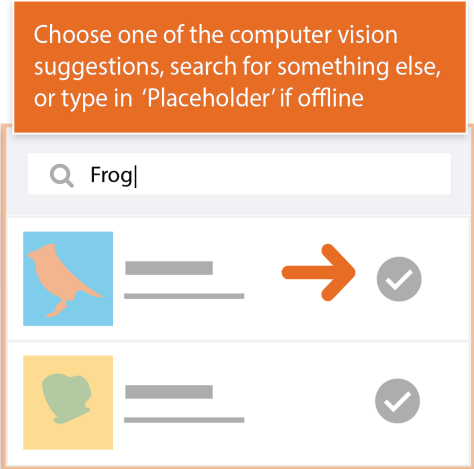 Choose one of the computer vision
suggestions, search for something else,
or type in ‘Placeholder’ if offline
Frog